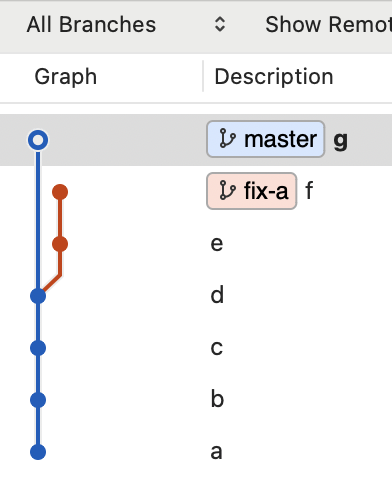 All Branches Show Remot
Graph Description
master g
fix-a f
e
d
c
b
a